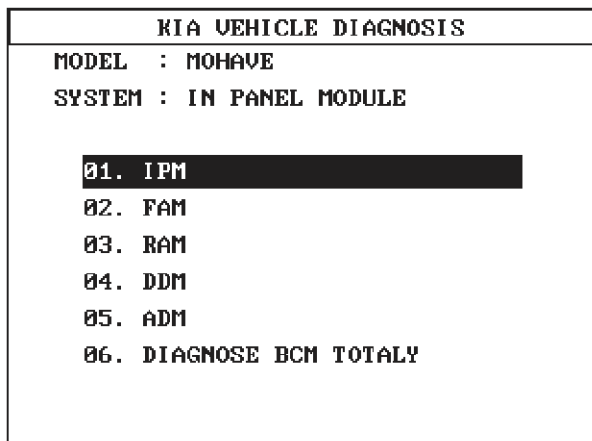 KIA VEHICLE DIAGNOSIS
MODEL : MOHAVE
SYSTEM : IN PANEL MODULE
01. IPM
02. FAM
03. RAM
04. DDM
05. ADM
06. DIAGNOSE BCM TOTALY